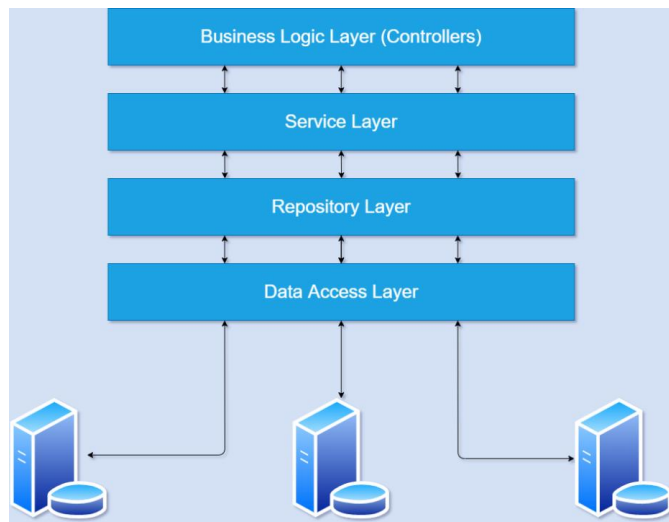 Business Logic Layer (Controllers)
Service Layer
Repository Layer
Data Access Layer